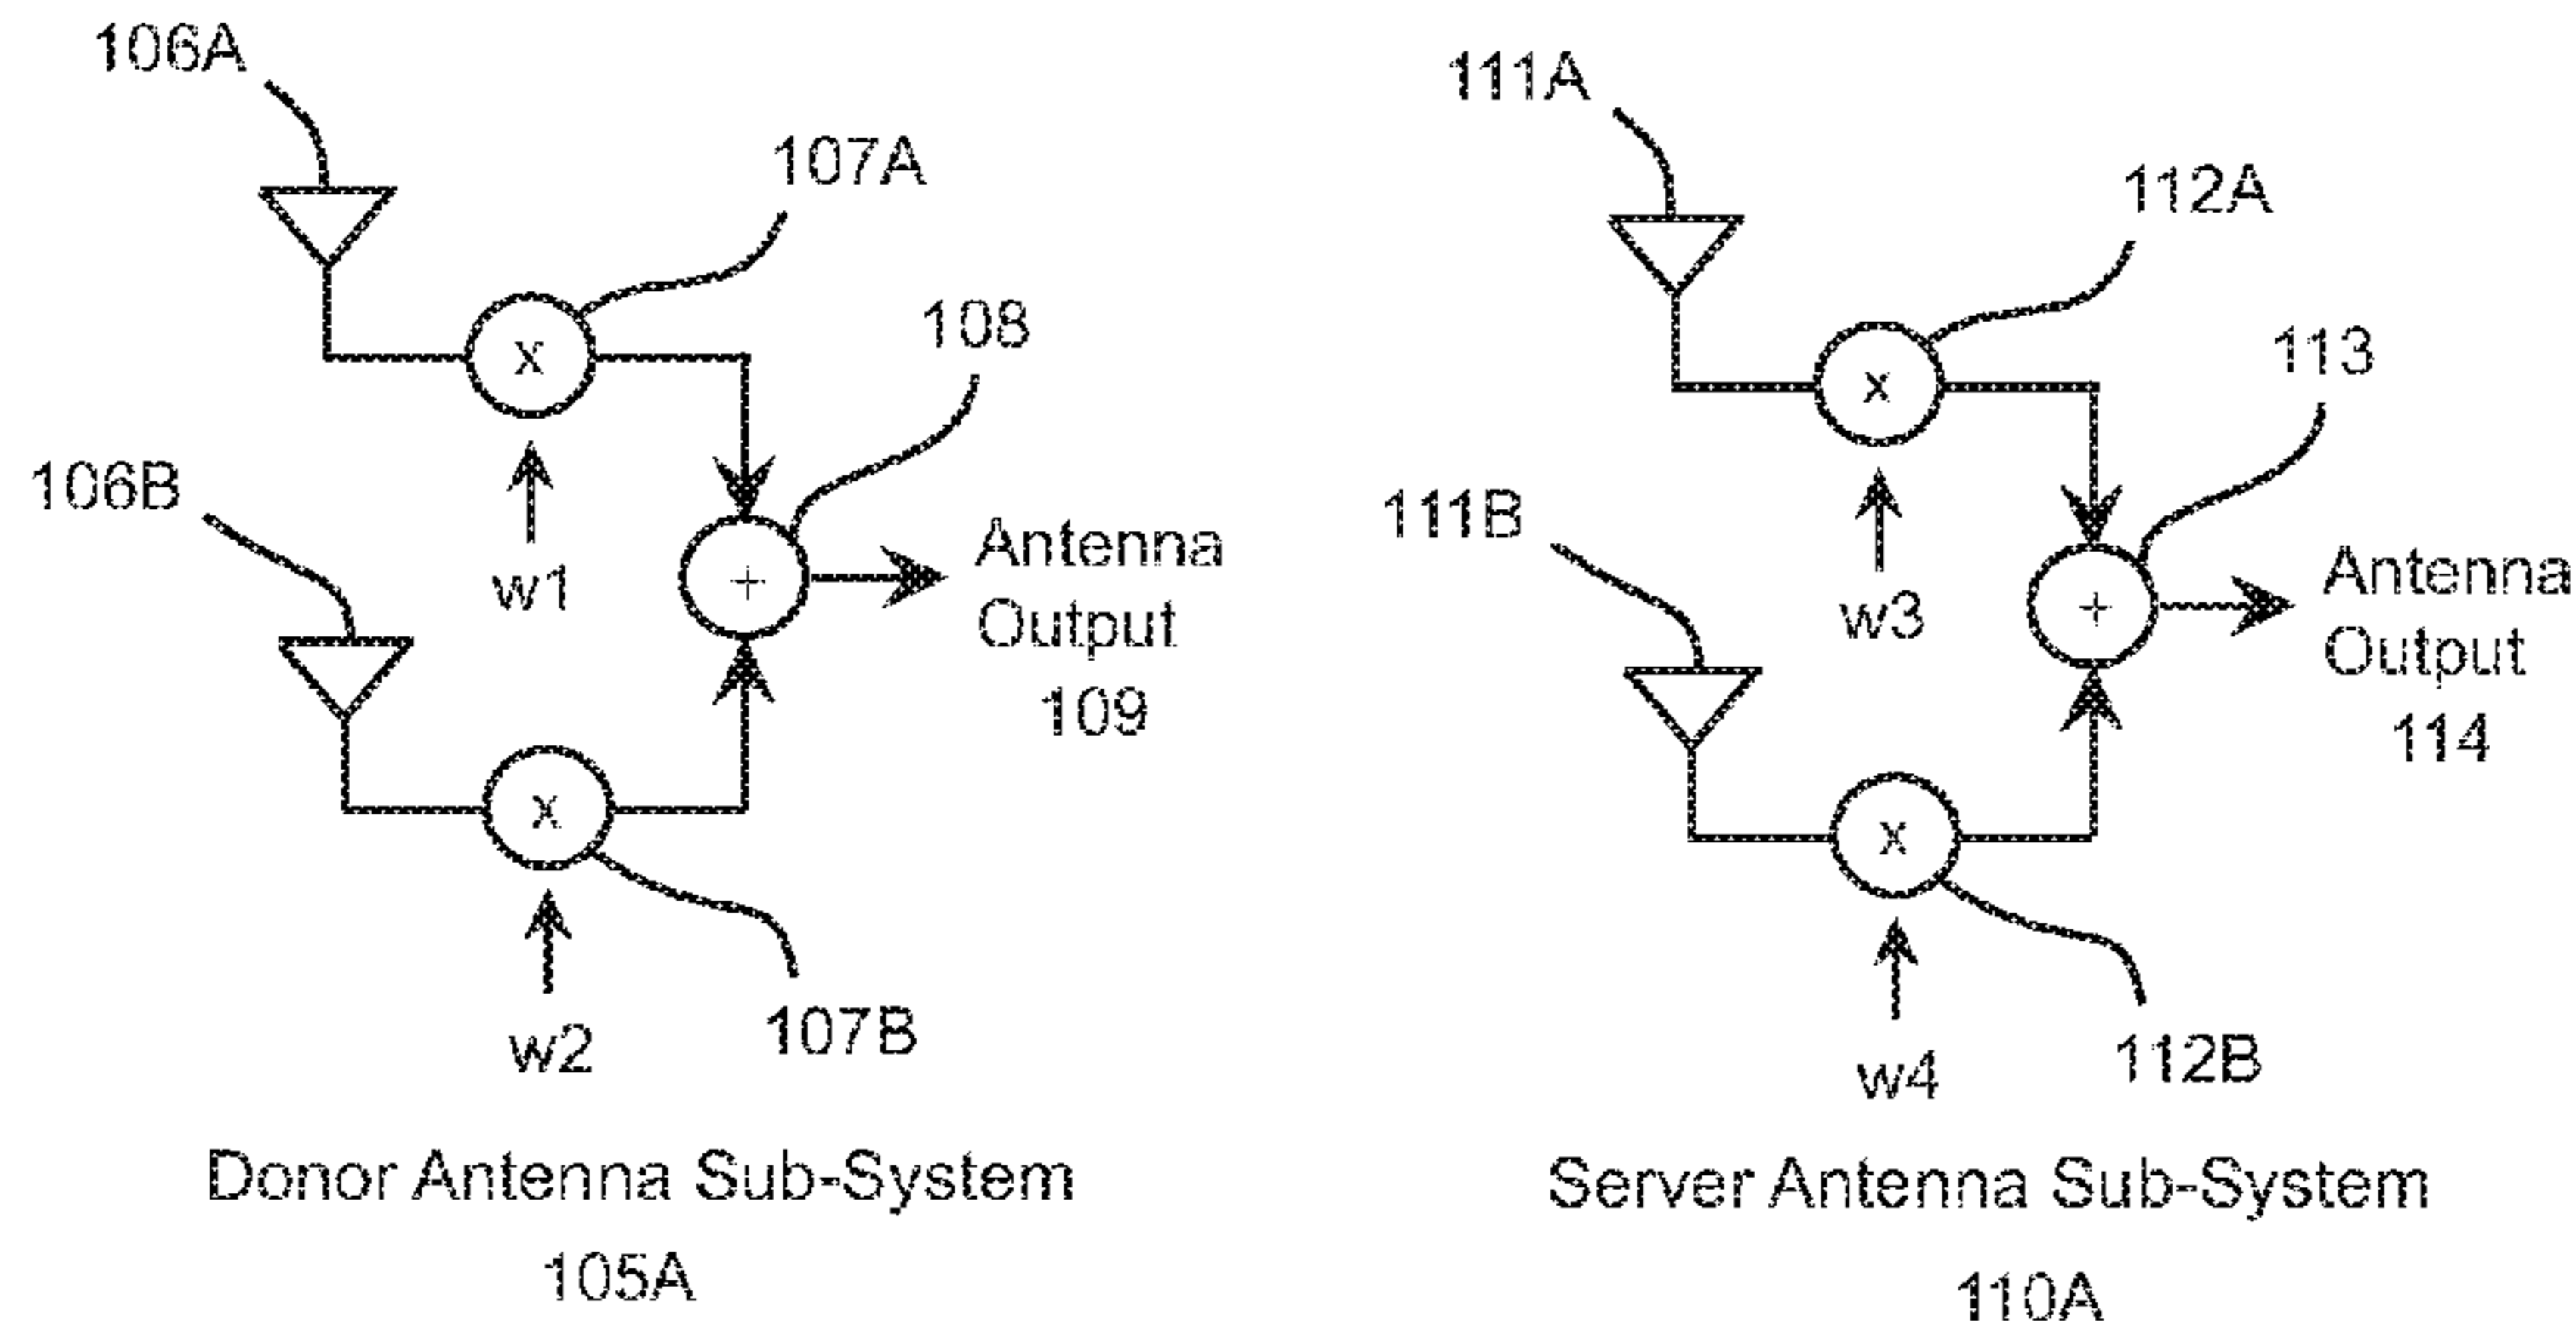 106A
107A
108
106B
x
w1
+
Antenna
Output
109
x
w2
107B
Donor Antenna Sub-System
105A
111A
112A
113
111B
x
w3
+
Antenna
Output
114
x
w4
112B
Server Antenna Sub-System
110A